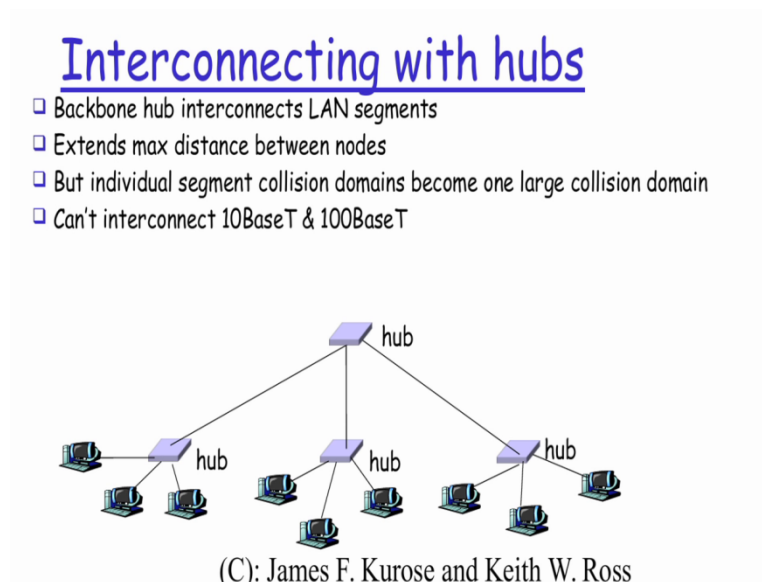 Interconnecting with hubs
❑ Backbone hub interconnects LAN segments
❑ Extends max distance between nodes
❑ But individual segment collision domains become one large collision domain
❑ Can't interconnect 10BaseT & 100BaseT
hub
hub
hub
hub
(C): James F. Kurose and Keith W. Ross